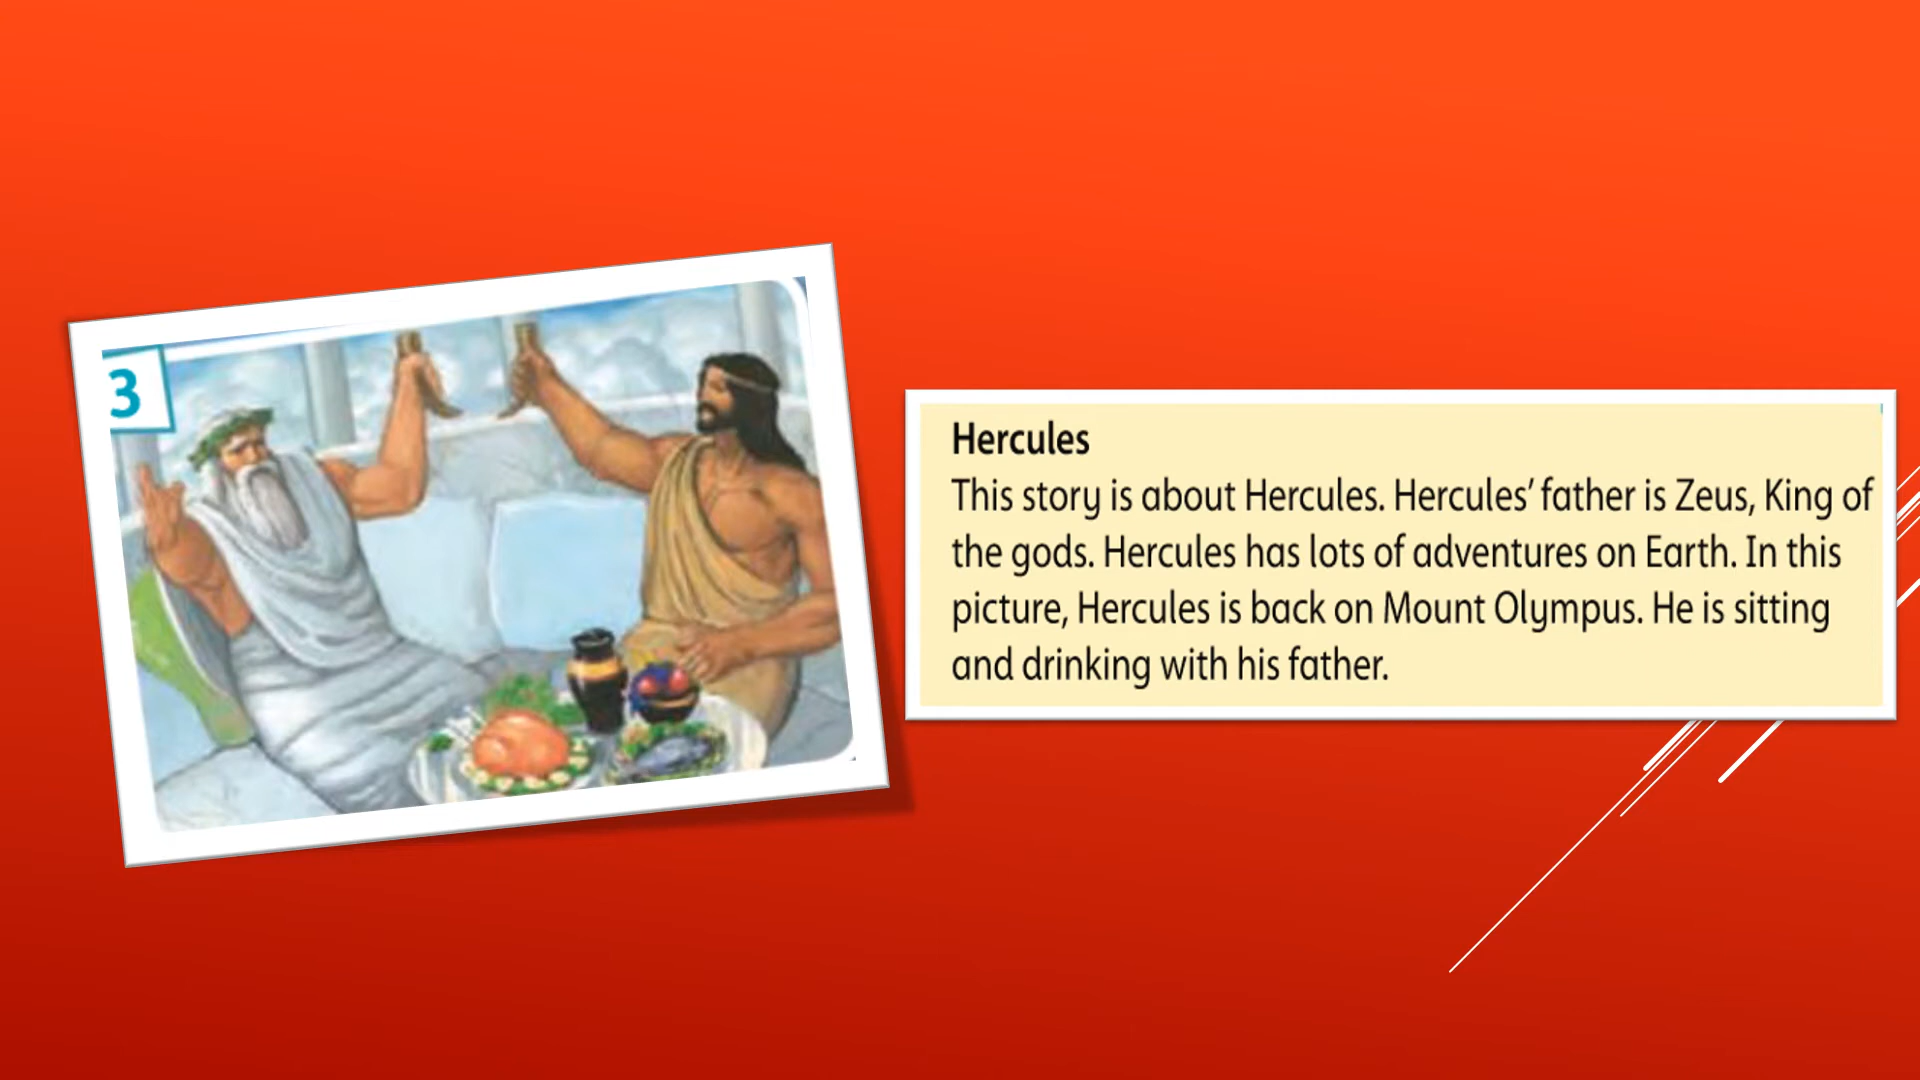 3
Hercules
This story is about Hercules. Hercules’ father is Zeus, King of
the gods. Hercules has lots of adventures on Earth. In this
picture, Hercules is back on Mount Olympus. He is sitting
and drinking with his father.